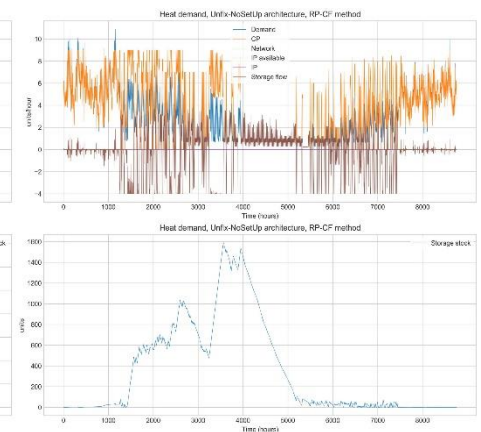 Heat demand, Unfix-NoSetUp architecture, RP-CF method
Demand
CP
Network
IP available
IP
Storage flow
units/hour
10
8
6
4
2
0
−2
−4
0 1000 2000 3000 4000 5000 6000 7000 8000
Time (hours)
Heat demand, Unfix-NoSetUp architecture, RP-CF method
ck
Storage stock
units
1600
1400
1200
1000
800
600
400
200
0
0 1000 2000 3000 4000 5000 6000 7000 8000
Time (hours)